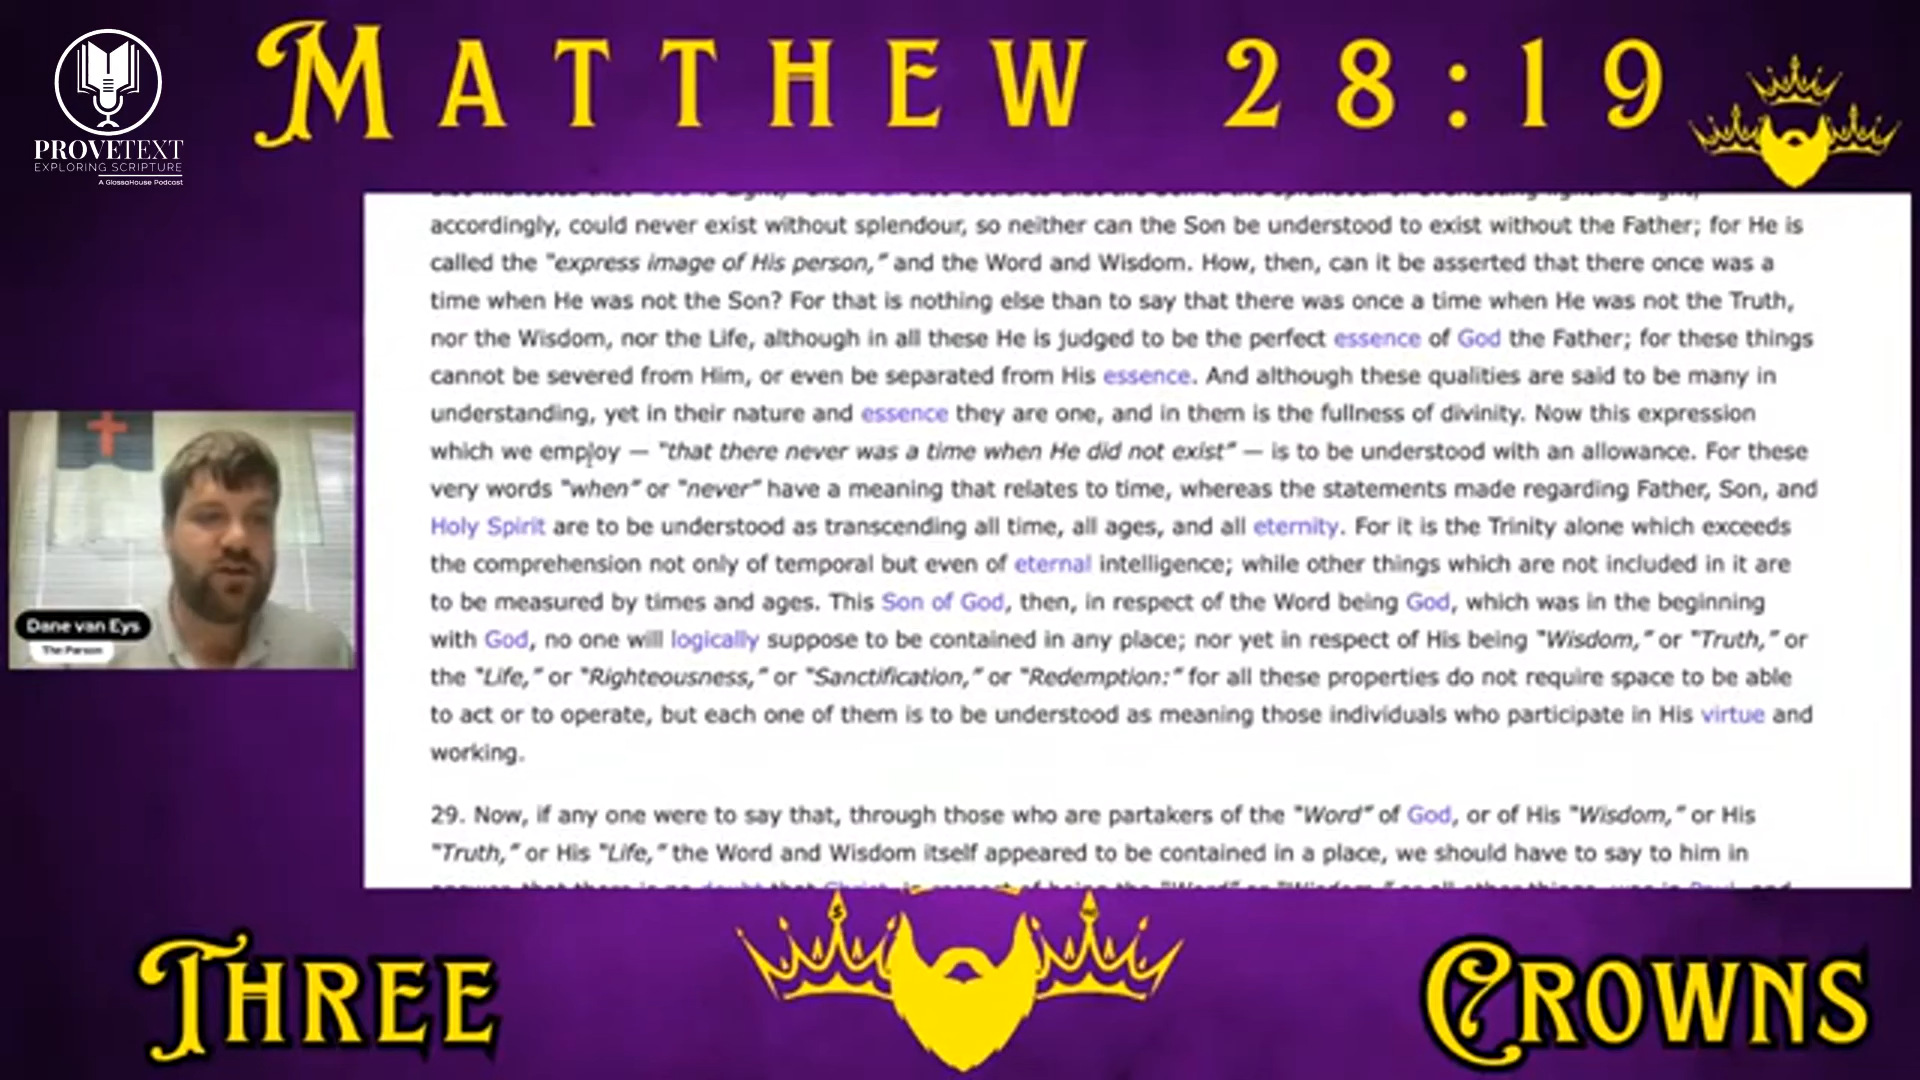 MATTHEW 28:19
PROVETEXT
EXPLORING SCRIPTURE
A GlossaHouse Podcast
accordingly, could never exist without splendour, so neither can the Son be understood to exist without the Father; for He is
called the "express image of His person," and the Word and Wisdom. How, then, can it be asserted that there once was a
time when He was not the Son? For that is nothing else than to say that there was once a time when He was not the Truth,
nor the Wisdom, nor the Life, although in all these He is judged to be the perfect essence of God the Father; for these things
cannot be severed from Him, or even be separated from His essence. And although these qualities are said to be many in
understanding, yet in their nature and essence they are one, and in them is the fullness of divinity. Now this expression
which we employ — "that there never was a time when He did not exist" — is to be understood with an allowance. For these
very words "when" or "never" have a meaning that relates to time, whereas the statements made regarding Father, Son, and
Holy Spirit are to be understood as transcending all time, all ages, and all eternity. For it is the Trinity alone which exceeds
the comprehension not only of temporal but even of eternal intelligence; while other things which are not included in it are
to be measured by times and ages. This Son of God, then, in respect of the Word being God, which was in the beginning
with God, no one will logically suppose to be contained in any place; nor yet in respect of His being "Wisdom," or "Truth," or
the "Life," or "Righteousness," or "Sanctification," or "Redemption:" for all these properties do not require space to be able
to act or to operate, but each one of them is to be understood as meaning those individuals who participate in His virtue and
working.
29. Now, if any one were to say that, through those who are partakers of the "Word" of God, or of His "Wisdom," or His
"Truth," or His "Life," the Word and Wisdom itself appeared to be contained in a place, we should have to say to him in
Dane van Eys
The Parson
THREE
CROWNS